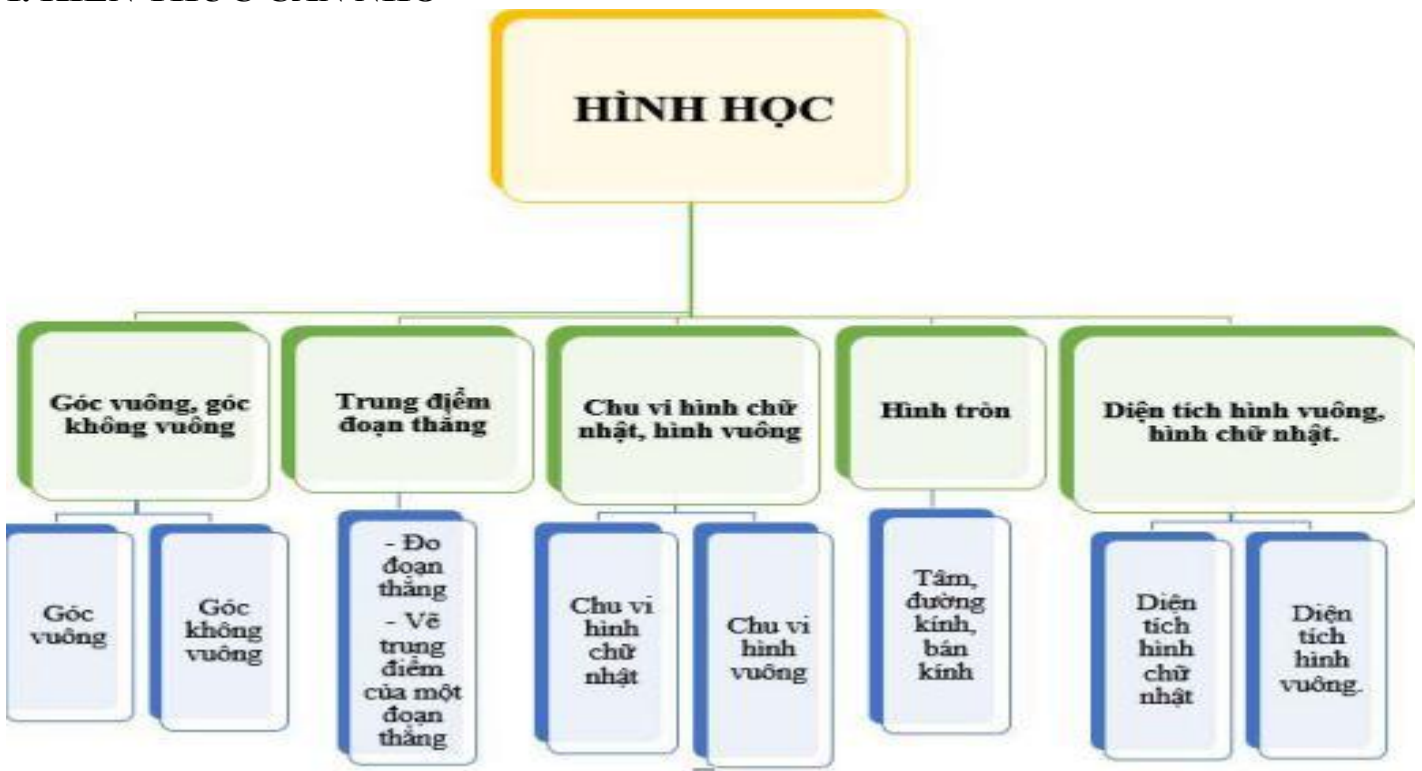 HÌNH HỌC
Góc vuông, góc
không vuông
Trung điểm
đoạn thẳng
Chu vi hình chữ
nhật, hình vuông
Hình tròn
Diện tích hình vuông,
hình chữ nhật.
Góc
vuông
Góc
không
vuông
- Đo
đoạn
thẳng
- Vẽ
trung
điểm
của một
đoạn
thẳng
Chu vi
hình
chữ
nhật
Chu vi
hình
vuông
Tâm,
đường
kính,
bán
kính
Diện
tích
hình
chữ
nhật
Diện
tích
hình
vuông.